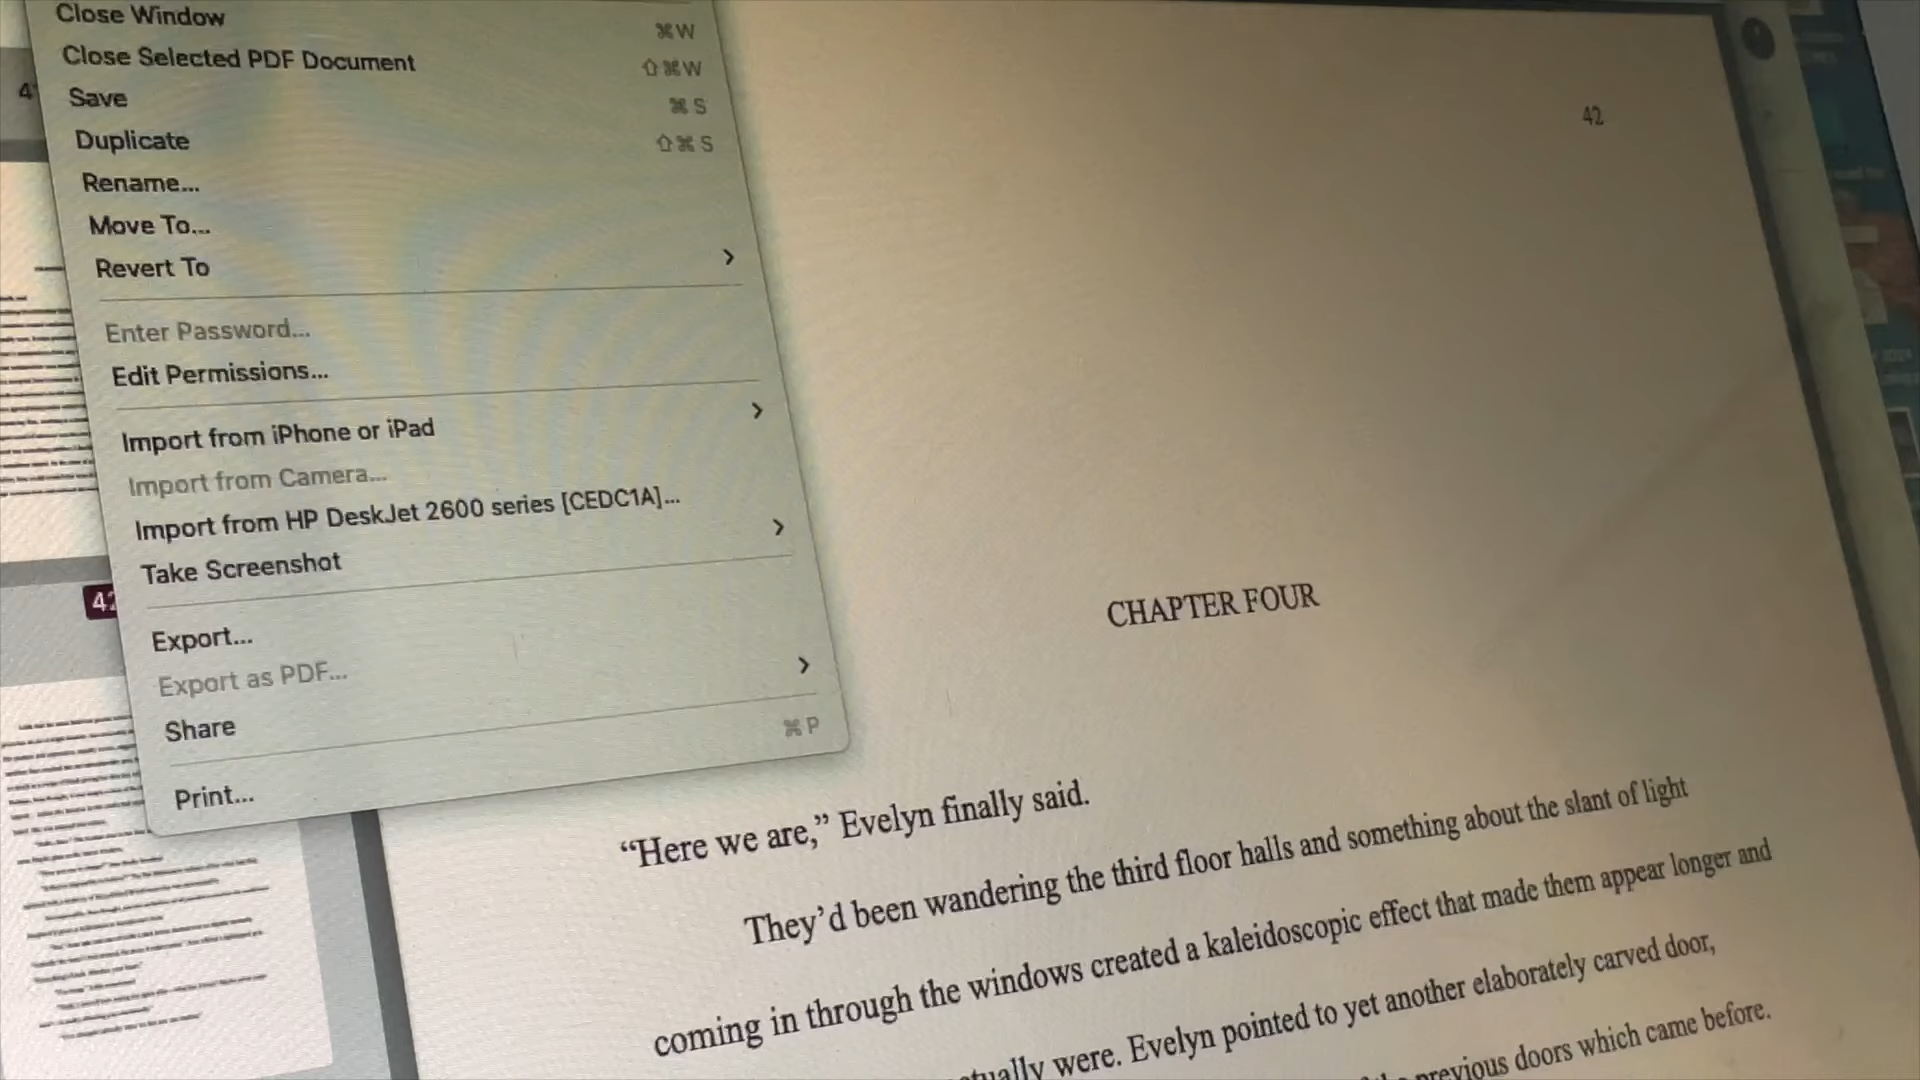 Close Window ⌘W
Close Selected PDF Document ⇧⌘W
Save ⌘S
Duplicate ⇧⌘S
Rename...
Move To...
Revert To
Enter Password...
Edit Permissions...
Import from iPhone or iPad
Import from Camera...
Import from HP DeskJet 2600 series [CEDC1A]...
Take Screenshot
Export...
Export as PDF...
Share
Print... ⌘P
42
CHAPTER FOUR
“Here we are,” Evelyn finally said.
They’d been wandering the third floor halls and something about the slant of light
coming in through the windows created a kaleidoscopic effect that made them appear longer and
were. Evelyn pointed to yet another elaborately carved door,
previous doors which came before.